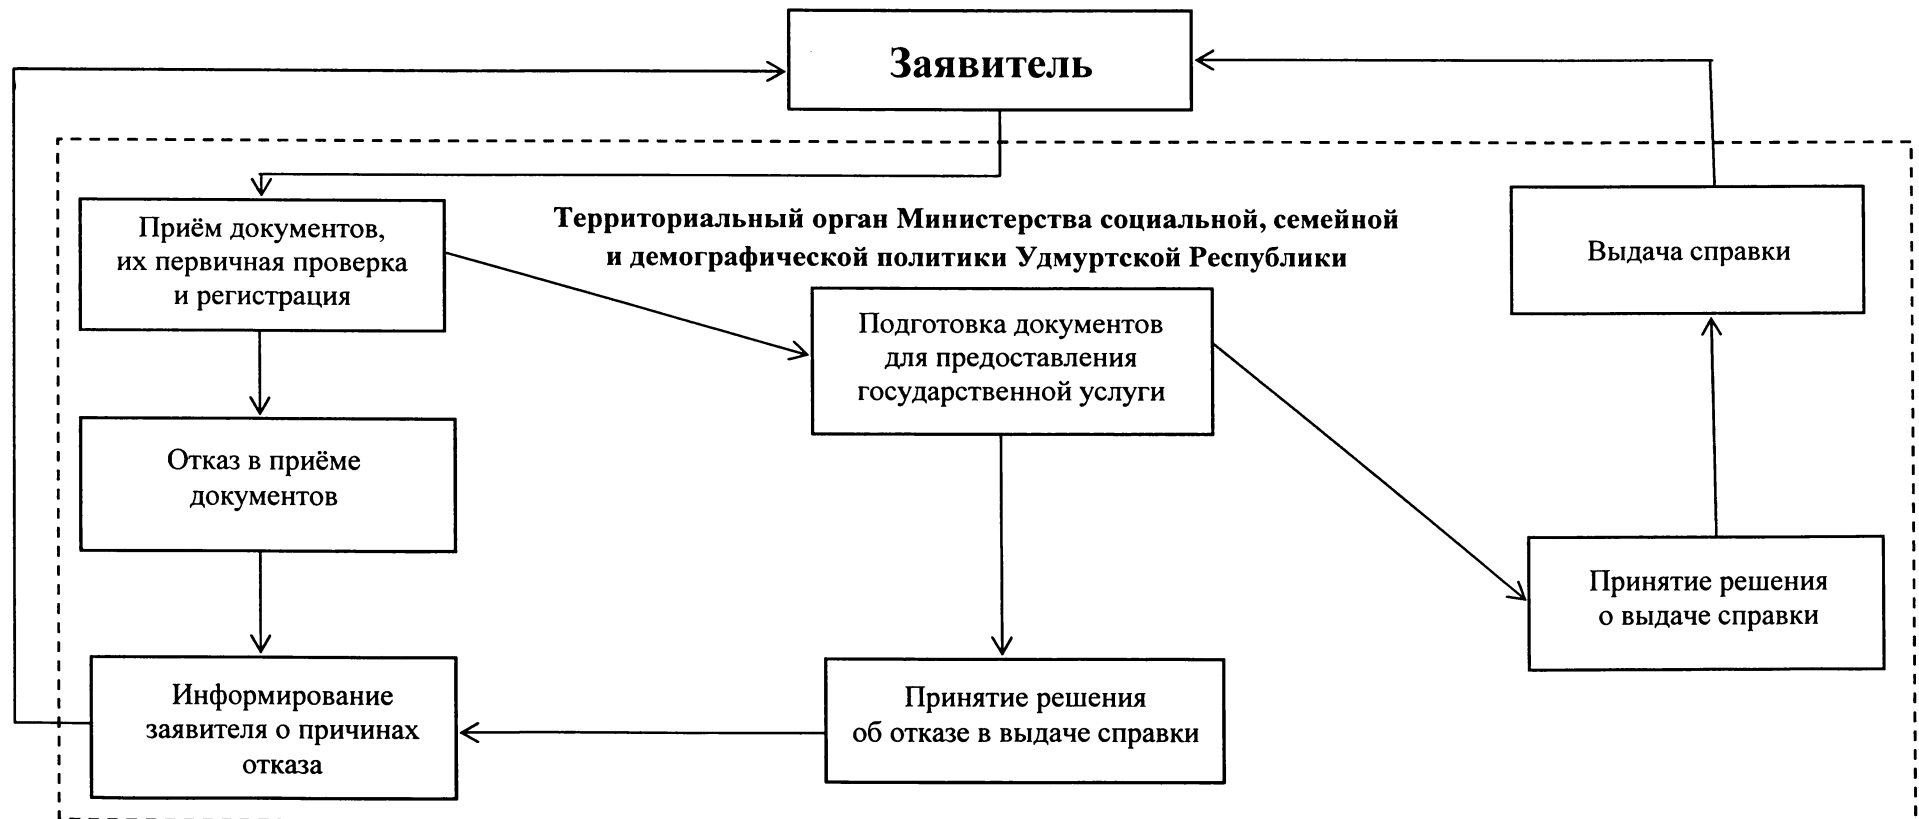 Заявитель
Территориальный орган Министерства социальной, семейной
и демографической политики Удмуртской Республики
Приём документов,
их первичная проверка
и регистрация
Выдача справки
Подготовка документов
для предоставления
государственной услуги
Отказ в приёме
документов
Принятие решения
о выдаче справки
Информирование
заявителя о причинах
отказа
Принятие решения
об отказе в выдаче справки